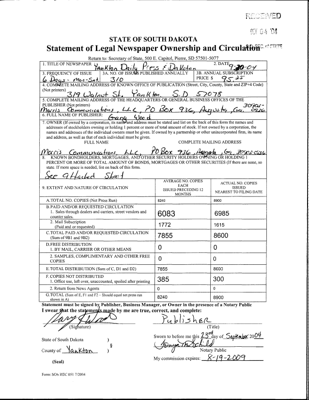 RECEIVED
STATE OF SOUTH DAKOTA
Statement of Legal Newspaper Ownership and Circulation
Return to: Secretary of State, 500 E. Capitol, Pierre, SD 57501-5077
1. TITLE OF NEWSPAPER Yankton Daily Press & Dakotan
2. DATE
3. FREQUENCY OF ISSUE 6 Days - Mon-Sat
3A. NO. OF ISSUES PUBLISHED ANNUALLY 310
3B. ANNUAL SUBSCRIPTION PRICE $ 95.25
4. COMPLETE MAILING ADDRESS OF KNOWN OFFICE OF PUBLICATION (Street, City, County, State and ZIP+4 Code) (Not printers)
319 Walnut St. Yankton S.D 57078
5. COMPLETE MAILING ADDRESS OF THE HEADQUARTERS OR GENERAL BUSINESS OFFICES OF THE PUBLISHER (Not printer)
Morris Communications, LLC, PO Box 936, Augusta, Ga.
6. FULL NAME OF PUBLISHER: Gary Wood
7. OWNER (If owned by a corporation, its name and address must be stated and list on the back of this form the names and addresses of stockholders owning or holding 1 percent or more of total amount of stock. If not owned by a corporation, the names and addresses of the individual owners must be given. If owned by a partnership or other unincorporated firm, its name and address, as well as that of each individual must be given.
FULL NAME COMPLETE MAILING ADDRESS
Morris Communication, LLC, PO Box 936 Augusta Ga
8. KNOWN BONDHOLDERS, MORTGAGES, AND OTHER SECURITY HOLDERS OWNING OR HOLDING 1 PERCENT OR MORE OF TOTAL AMOUNT OF BONDS, MORTGAGES OR OTHER SECURITIES (If there are none, so state. If more space is needed, list on back of this form.
See attached sheet
9. EXTENT AND NATURE OF CIRCULATION
AVERAGE NO. COPIES EACH ISSUED PRECEDING 12 MONTHS
ACTUAL NO. COPIES ISSUED NEAREST TO FILING DATE
A. TOTAL NO. COPIES (Net Press Run) 8240 8900
B. PAID AND/OR REQUESTED CIRCULATION
1. Sales through dealers and carriers, street vendors and counter sales. 6083 6985
2. Mail Subscription (Paid and or requested) 1772 1615
C. TOTAL PAID AND/OR REQUESTED CIRCULATION (Sum of 9B1 and 9B2) 7855 8600
D. FREE DISTRIBUTION
1. BY MAIL, CARRIER OR OTHER MEANS 0 0
2. SAMPLES, COMPLIMENTARY AND OTHER FREE COPIES 0 0
E. TOTAL DISTRIBUTION (Sum of C, D1 and D2) 7855 8600
F. COPIES NOT DISTRIBUTED
1. Office use, left over, unaccounted, spoiled after printing 385 300
2. Return from News Agents 0 0
G. TOTAL (Sum of E, F1 and F2 - Should equal net press run shown in A) 8240 8900
Statement must be signed by Publisher, Business Manager, or Owner in the presence of a Notary Public
I swear that the statements made by me are true, correct, and complete:
Gary L Wood Publisher
(Signature) (Title)
State of South Dakota )
County of Yankton )
Sworn to before me this 23rd day of September 2004
Notary Public
(Seal)
My commission expires: 8-19-2009
Form: SOS REC 051 7/2004